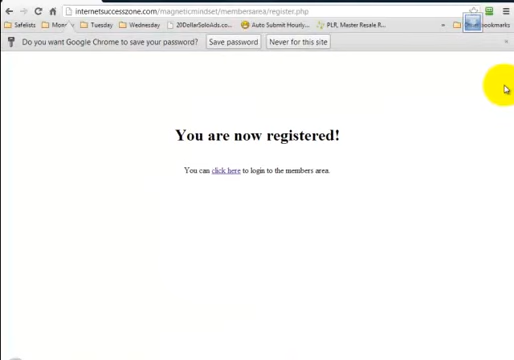 internetsuccesszone.com/magneticmindset/membersarea/register.php
Safelists Tuesday Wednesday 20DollarSoloAds.co... Auto Submit Hourly... PLR, Master Resale R... » bookmarks
Do you want Google Chrome to save your password? Save password Never for this site
You are now registered!
You can click here to login to the members area.